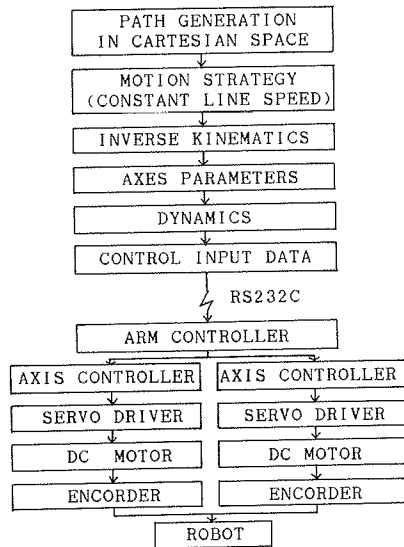 PATH GENERATION
IN CARTESIAN SPACE
MOTION STRATEGY
(CONSTANT LINE SPEED)
INVERSE KINEMATICS
AXES PARAMETERS
DYNAMICS
CONTROL INPUT DATA
RS232C
ARM CONTROLLER
AXIS CONTROLLER
AXIS CONTROLLER
SERVO DRIVER
SERVO DRIVER
DC MOTOR
DC MOTOR
ENCORDER
ENCORDER
ROBOT